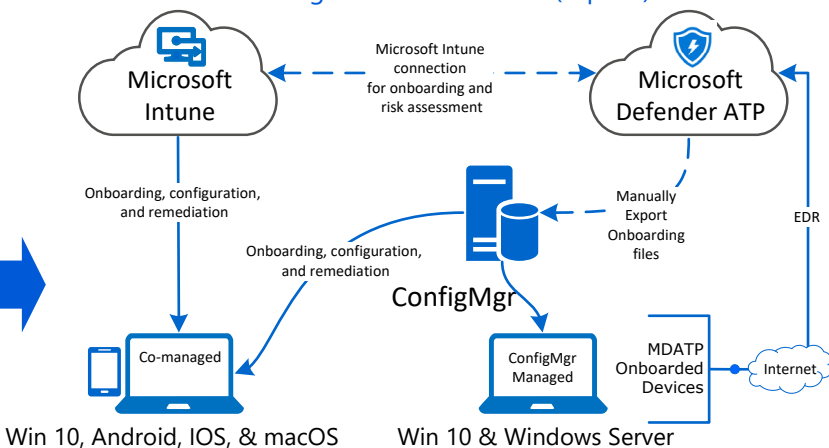 Microsoft
Intune
Microsoft Intune
connection
for onboarding and
risk assessment
Microsoft
Defender ATP
Onboarding, configuration,
and remediation
Manually
Export
Onboarding
files
EDR
Onboarding, configuration,
and remediation
ConfigMgr
Co-managed
ConfigMgr
Managed
MDATP
Onboarded
Devices
Internet
Win 10, Android, IOS, & macOS
Win 10 & Windows Server